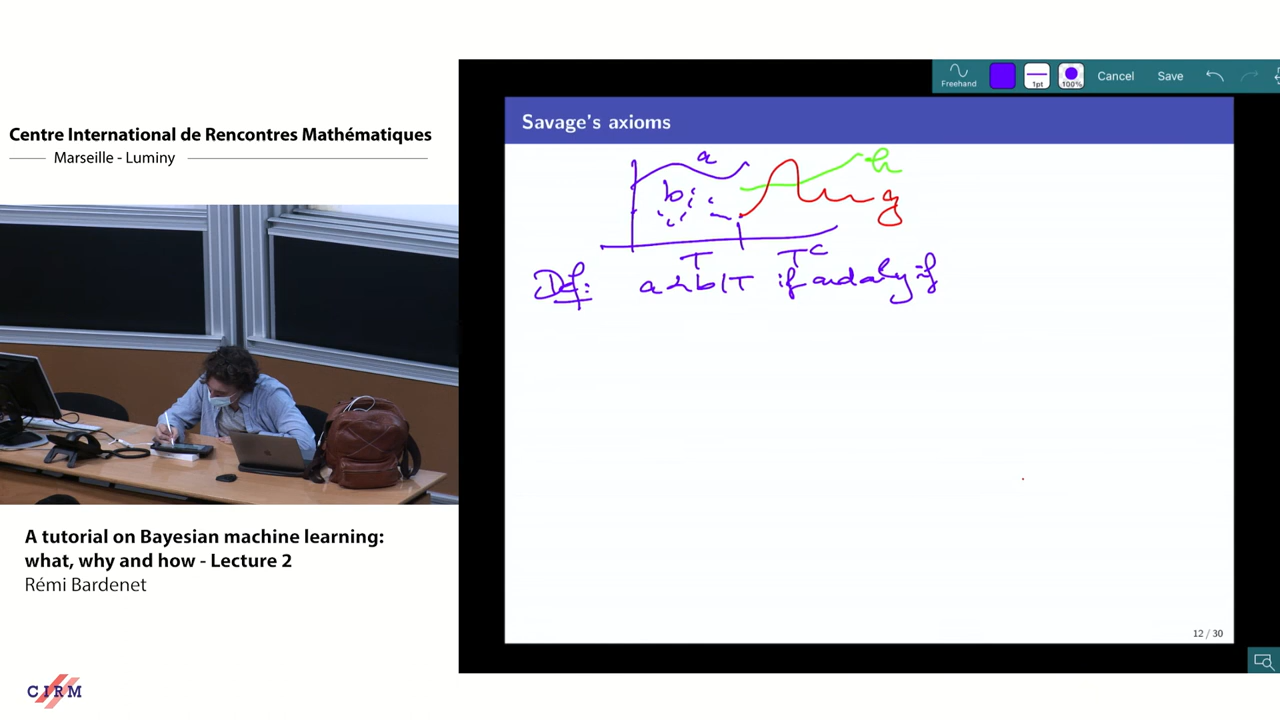 Centre International de Rencontres Mathématiques
Marseille - Luminy
Freehand
1pt
100%
Cancel
Save
Savage's axioms
a
h
b
g
T
Tᶜ
Def: a ≺ b | T if and only if
12 / 30
A tutorial on Bayesian machine learning:
what, why and how - Lecture 2
Rémi Bardenet
CIRM